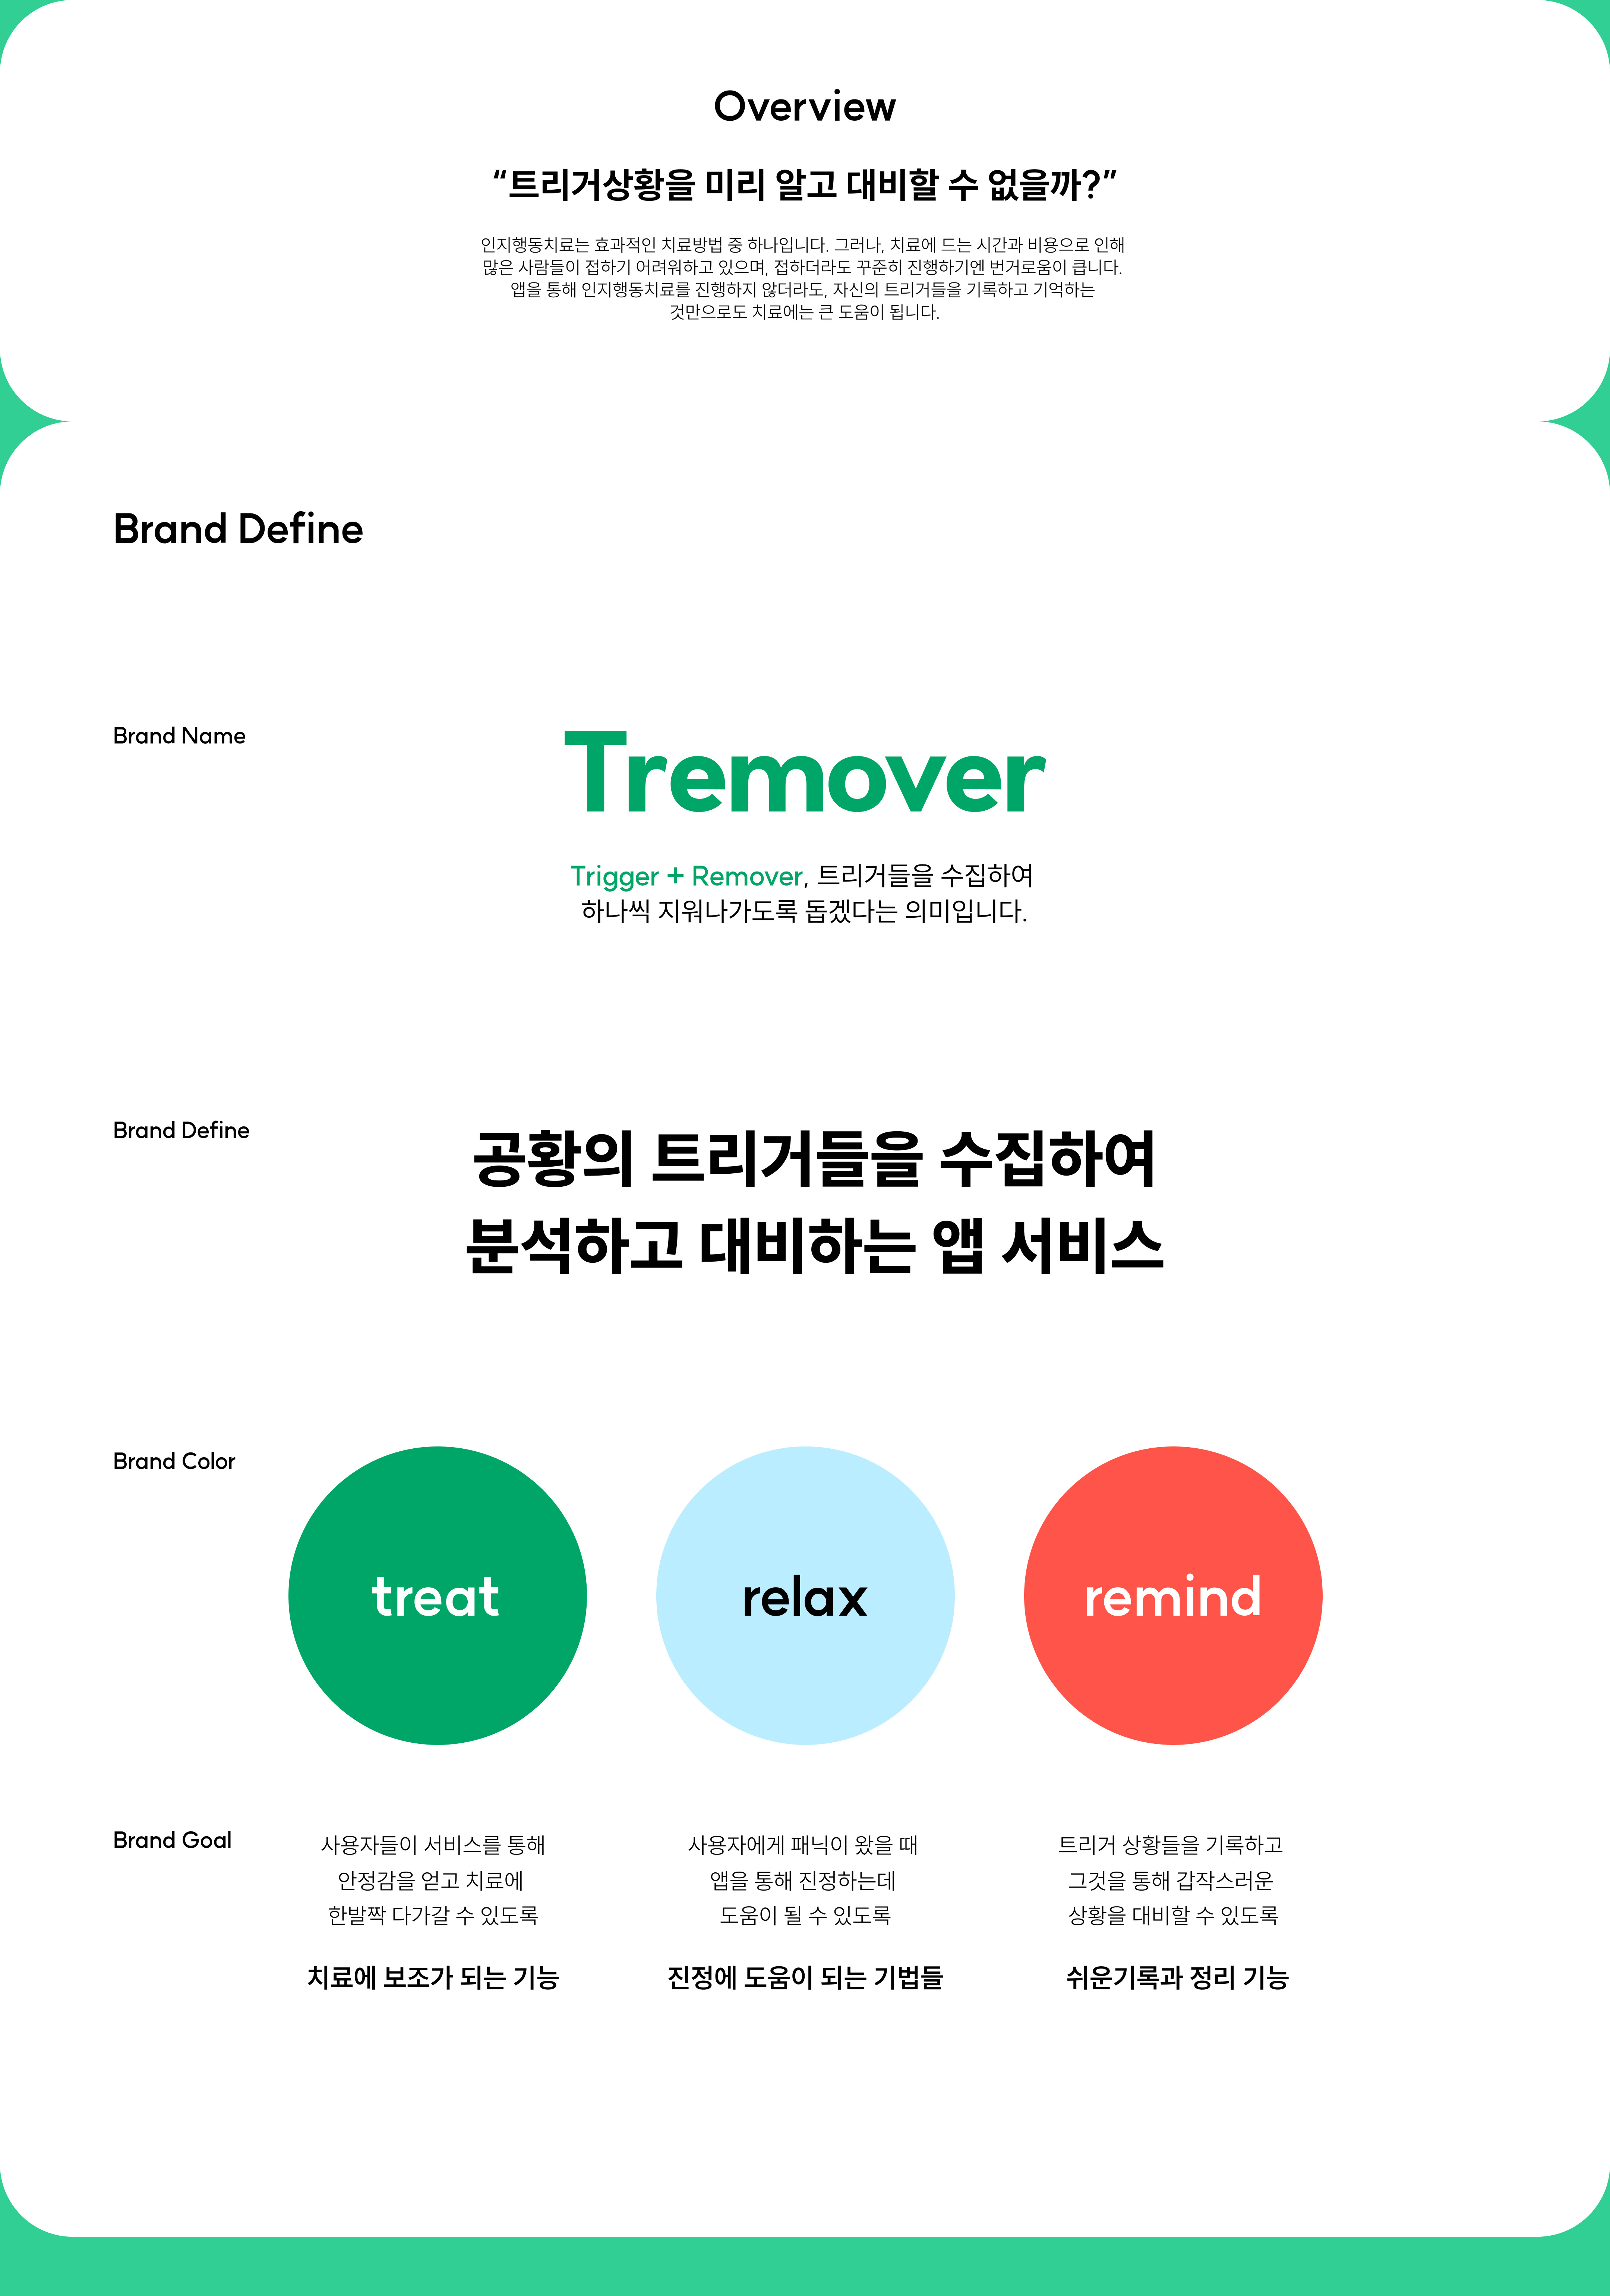 Overview
“트리거상황을 미리 알고 대비할 수 없을까?”
인지행동치료는 효과적인 치료방법 중 하나입니다. 그러나, 치료에 드는 시간과 비용으로 인해
많은 사람들이 접하기 어려워하고 있으며, 접하더라도 꾸준히 진행하기엔 번거로움이 큽니다.
앱을 통해 인지행동치료를 진행하지 않더라도, 자신의 트리거들을 기록하고 기억하는
것만으로도 치료에는 큰 도움이 됩니다.
Brand Define
Brand Name
Tremover
Trigger + Remover, 트리거들을 수집하여
하나씩 지워나가도록 돕겠다는 의미입니다.
Brand Define
공황의 트리거들을 수집하여
분석하고 대비하는 앱 서비스
Brand Color
treat
relax
remind
Brand Goal
사용자들이 서비스를 통해
안정감을 얻고 치료에
한발짝 다가갈 수 있도록
치료에 보조가 되는 기능
사용자에게 패닉이 왔을 때
앱을 통해 진정하는데
도움이 될 수 있도록
진정에 도움이 되는 기법들
트리거 상황들을 기록하고
그것을 통해 갑작스러운
상황을 대비할 수 있도록
쉬운기록과 정리 기능